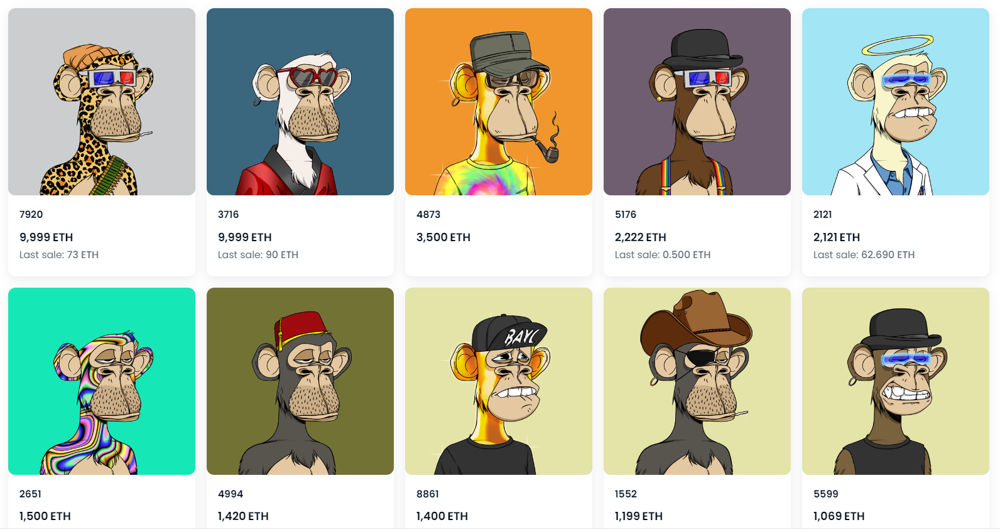 7920
9,999 ETH
Last sale: 73 ETH
3716
9,999 ETH
Last sale: 90 ETH
4873
3,500 ETH
5176
2,222 ETH
Last sale: 0.500 ETH
2121
2,121 ETH
Last sale: 62.690 ETH
2651
1,500 ETH
4994
1,420 ETH
BAYC
8861
1,400 ETH
1552
1,199 ETH
5599
1,069 ETH